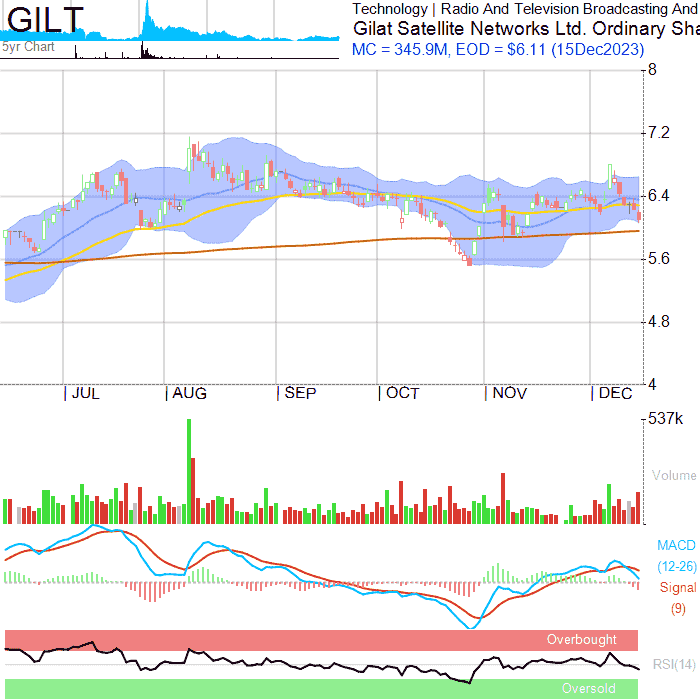 GILT
5yr Chart
Technology | Radio And Television Broadcasting And
Gilat Satellite Networks Ltd. Ordinary Sha
MC = 345.9M, EOD = $6.11 (15Dec2023)
8
7.2
6.4
5.6
4.8
4
JUL
AUG
SEP
OCT
NOV
DEC
537k
Volume
MACD
(12-26)
Signal
(9)
Overbought
RSI(14)
Oversold